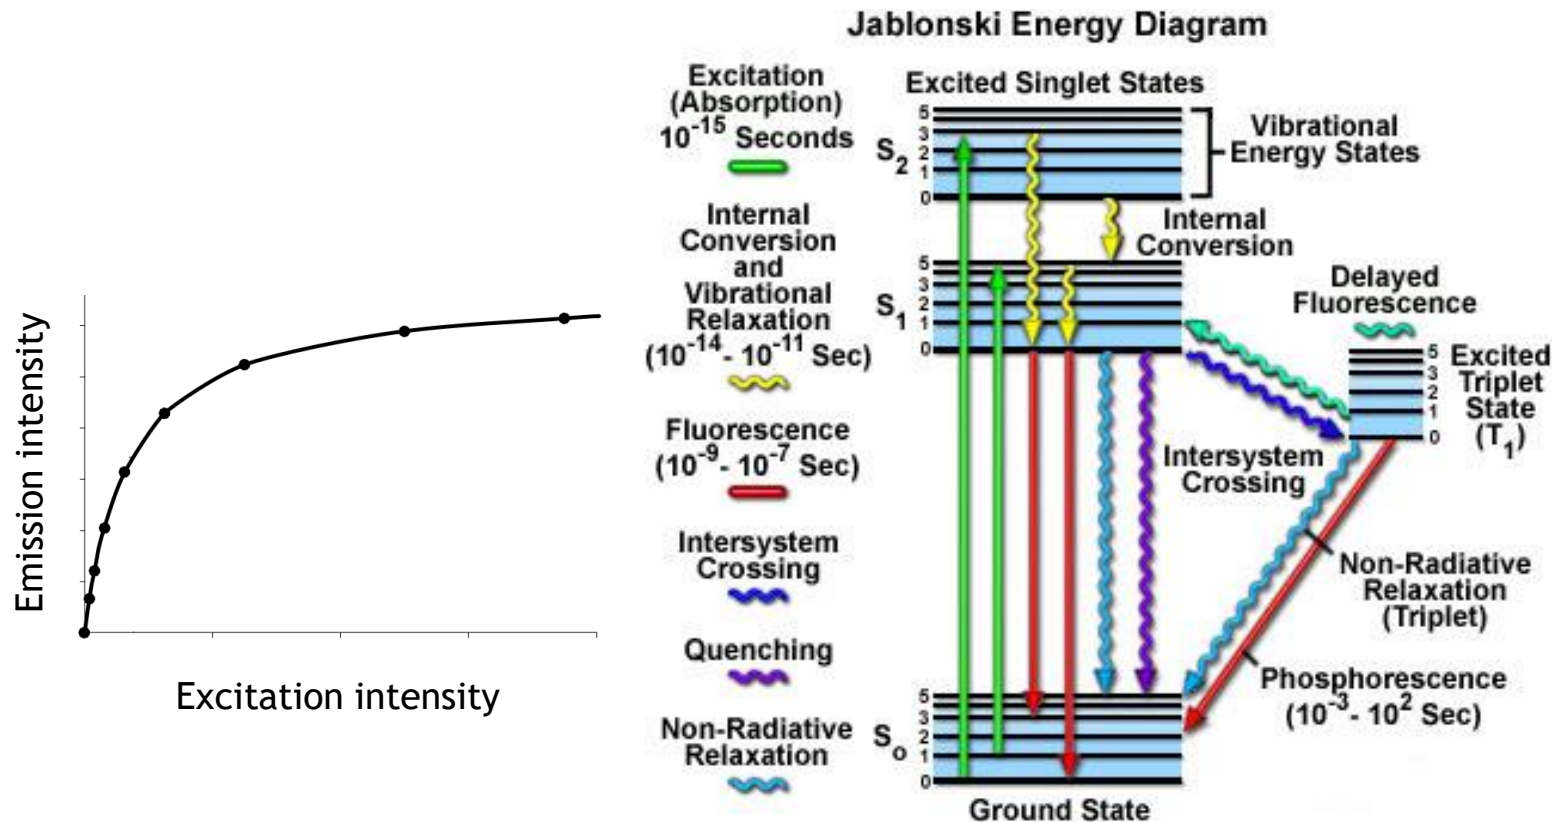 Emission intensity
Excitation intensity
Jablonski Energy Diagram
Excitation
(Absorption)
10⁻¹⁵ Seconds
Internal
Conversion
and
Vibrational
Relaxation
(10⁻¹⁴- 10⁻¹¹ Sec)
Fluorescence
(10⁻⁹- 10⁻⁷ Sec)
Intersystem
Crossing
Quenching
Non-Radiative
Relaxation
Excited Singlet States
S₂
5
3
2
1
0
Vibrational
Energy States
Internal
Conversion
S₁
5
3
2
1
0
Delayed
Fluorescence
5
3
2
1
0
Excited
Triplet
State
(T₁)
Intersystem
Crossing
Non-Radiative
Relaxation
(Triplet)
Phosphorescence
(10⁻³- 10² Sec)
S₀
5
3
2
1
0
Ground State